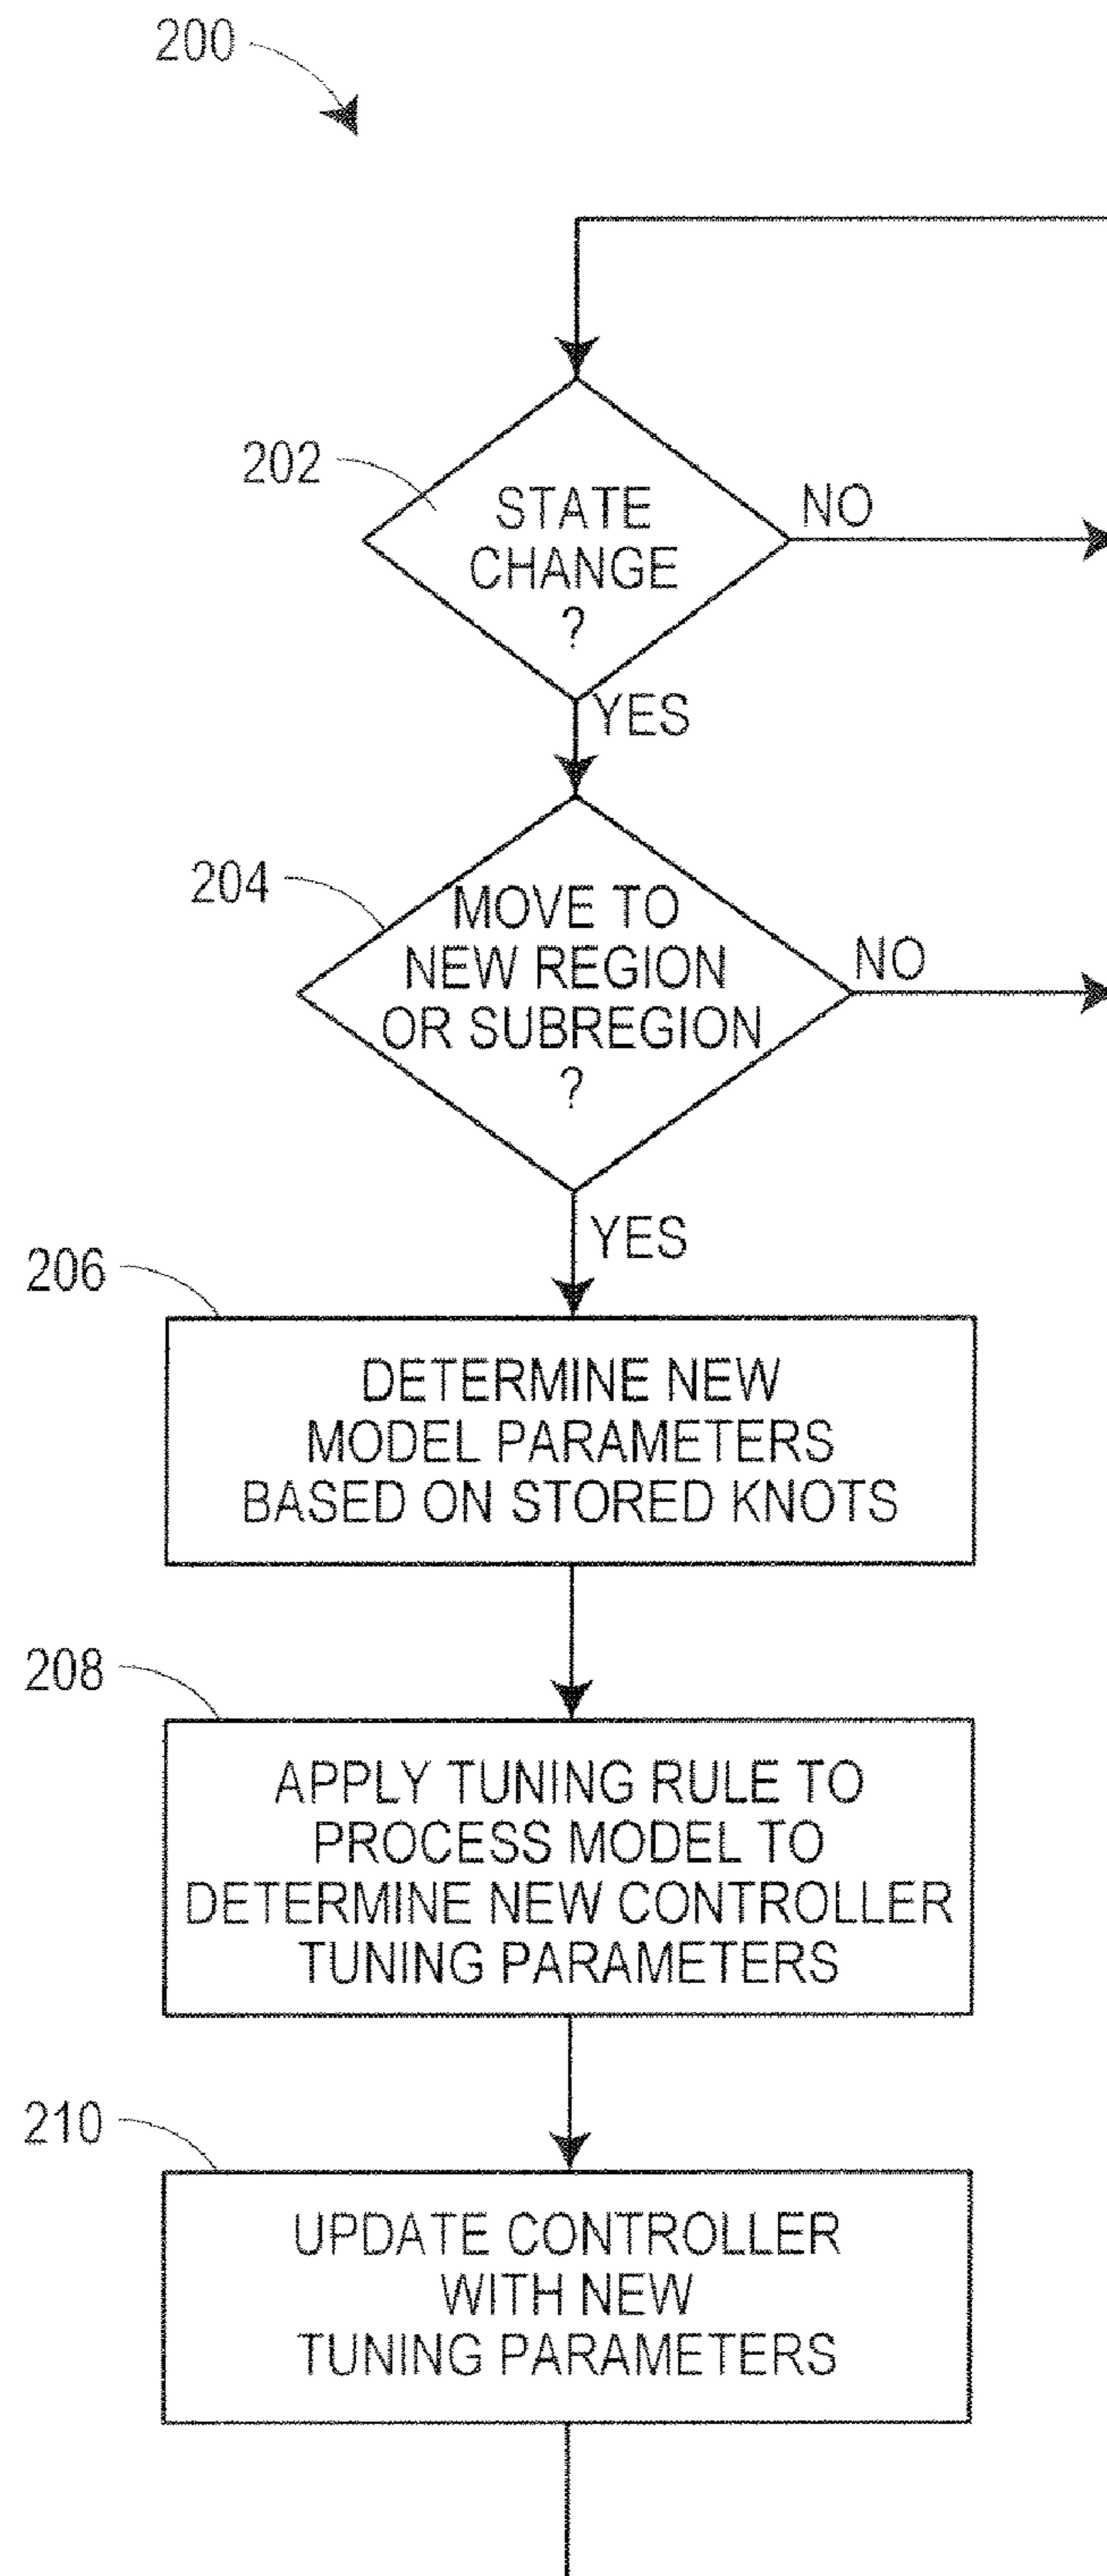 200
202
STATE
CHANGE
?
NO
YES
204
MOVE TO
NEW REGION
OR SUBREGION
?
NO
YES
206
DETERMINE NEW
MODEL PARAMETERS
BASED ON STORED KNOTS
208
APPLY TUNING RULE TO
PROCESS MODEL TO
DETERMINE NEW CONTROLLER
TUNING PARAMETERS
210
UPDATE CONTROLLER
WITH NEW
TUNING PARAMETERS